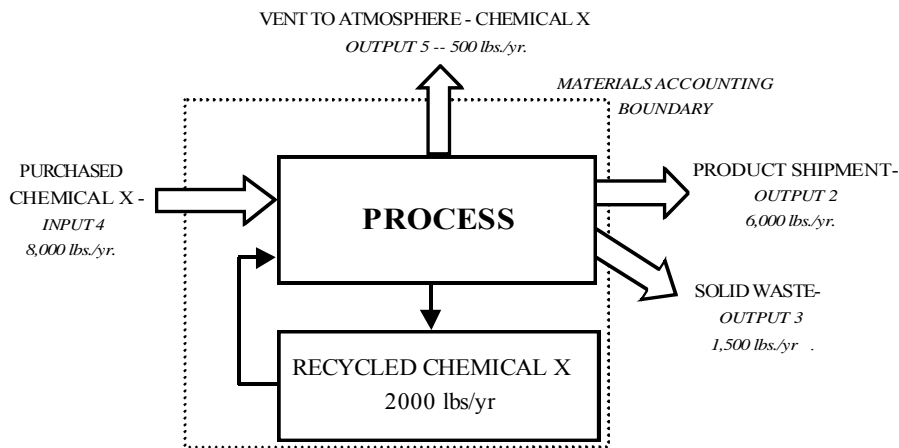 VENT TO ATMOSPHERE - CHEMICAL X
OUTPUT 5 -- 500 lbs./yr.
MATERIALS ACCOUNTING
BOUNDARY
PURCHASED
CHEMICAL X -
INPUT 4
8,000 lbs./yr.
PROCESS
PRODUCT SHIPMENT-
OUTPUT 2
6,000 lbs./yr.
SOLID WASTE-
OUTPUT 3
1,500 lbs./yr .
RECYCLED CHEMICAL X
2000 lbs/yr